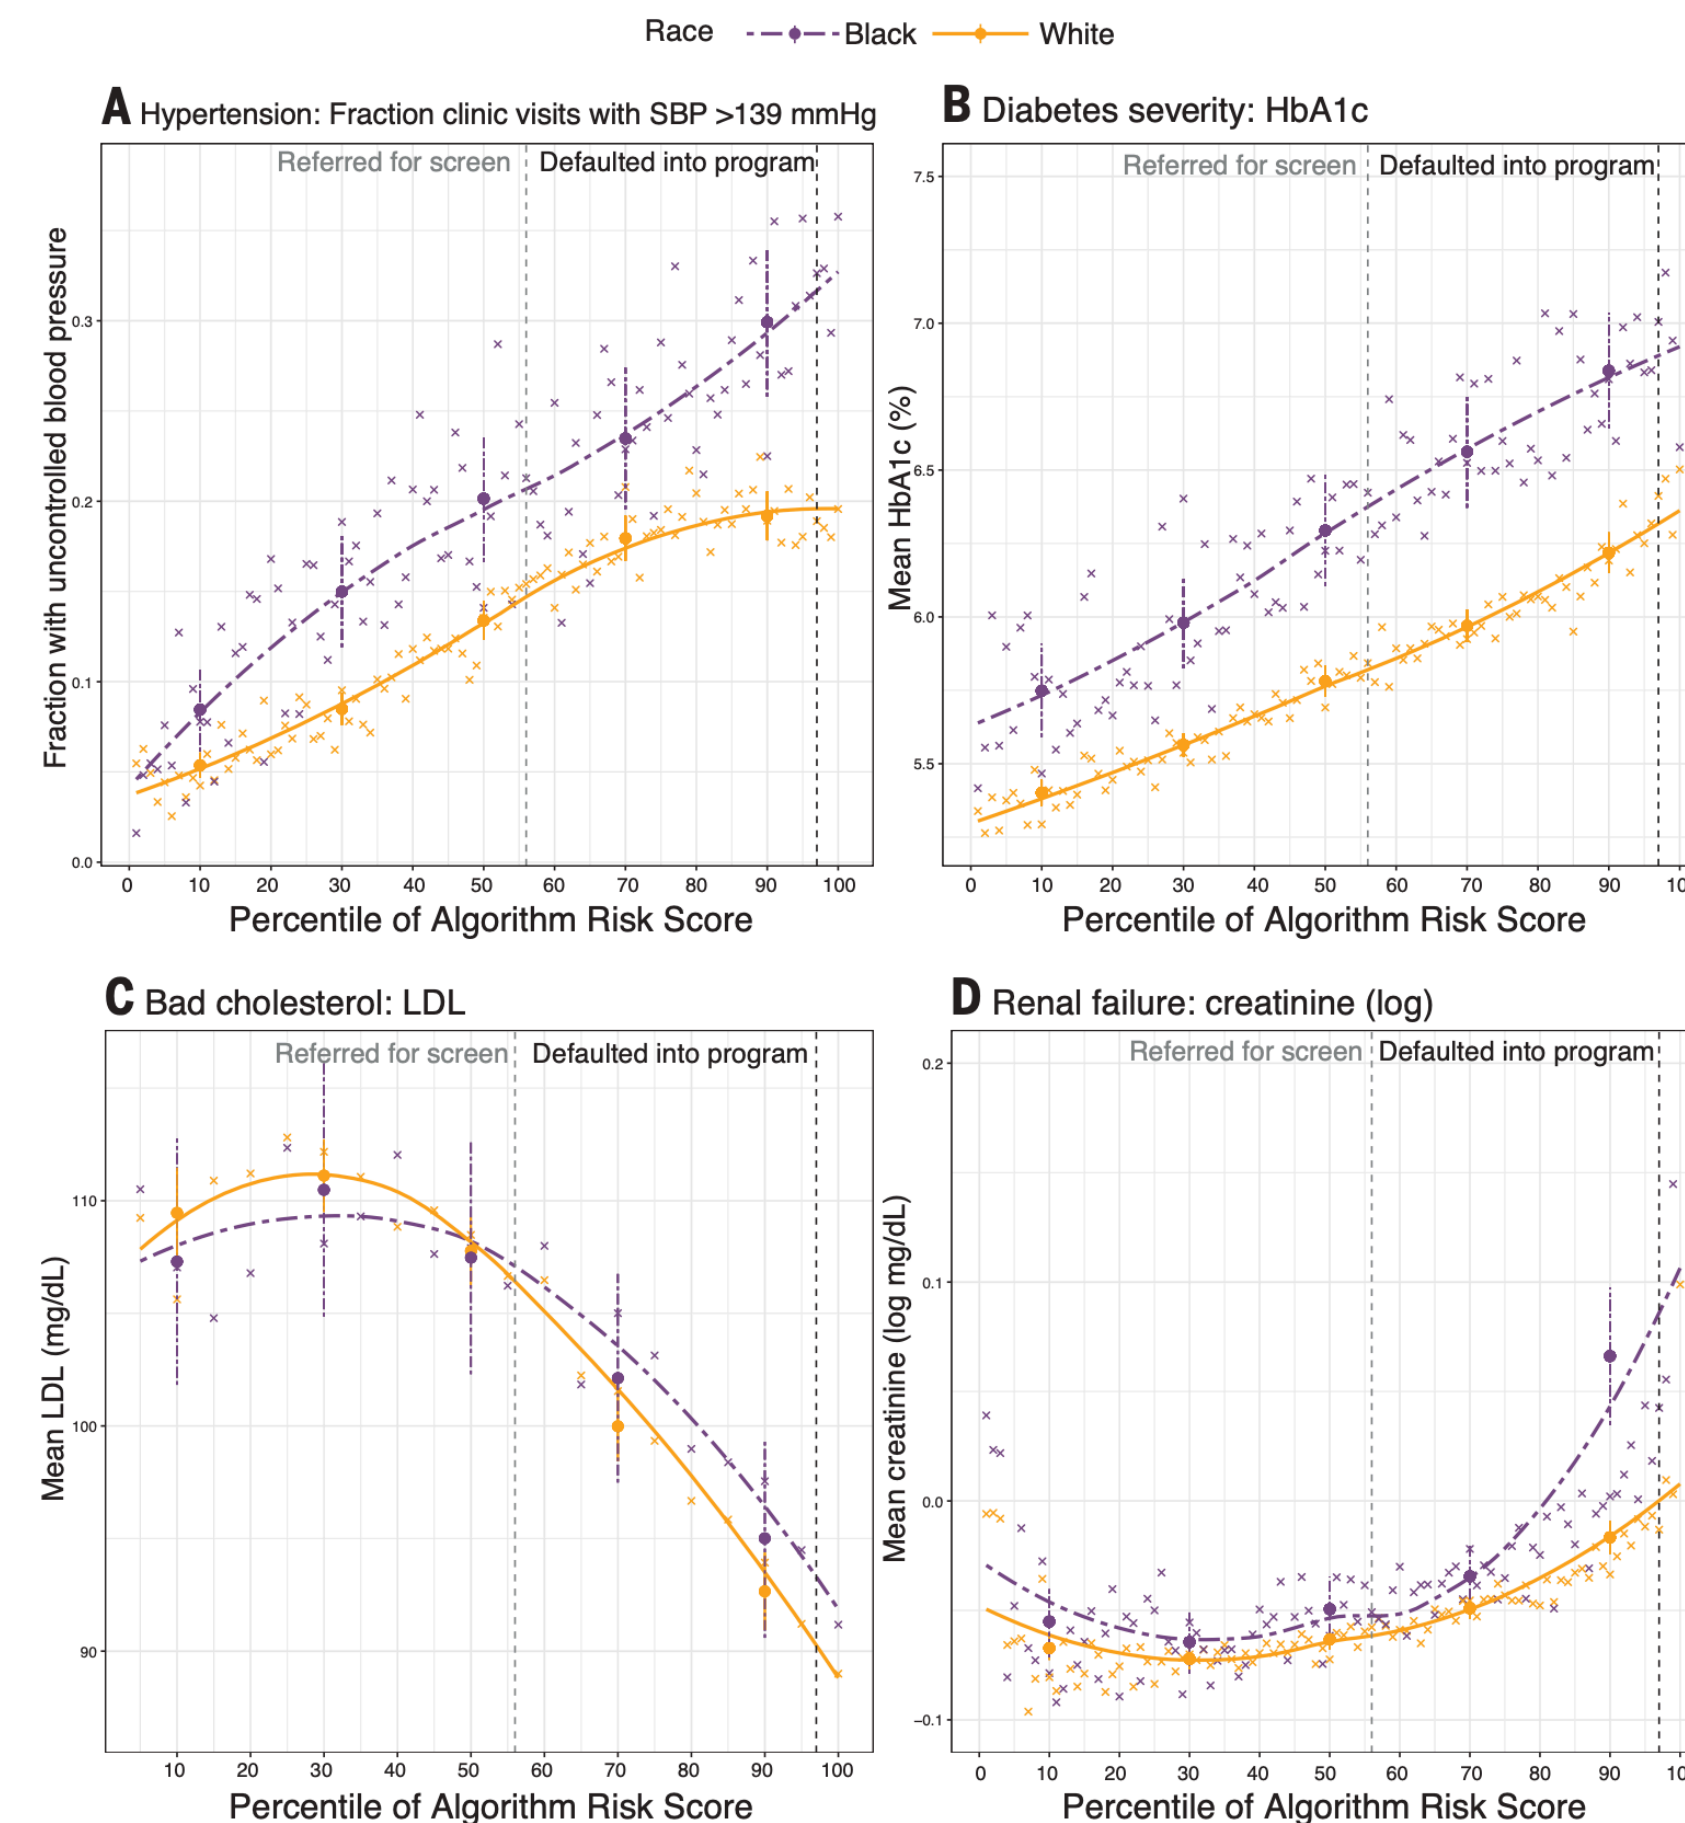 Race Black White
A Hypertension: Fraction clinic visits with SBP >139 mmHg
Referred for screen Defaulted into program
Fraction with uncontrolled blood pressure
0.3
0.2
0.1
0.0
0 10 20 30 40 50 60 70 80 90 100
Percentile of Algorithm Risk Score
B Diabetes severity: HbA1c
Referred for screen Defaulted into program
Mean HbA1c (%)
7.5
7.0
6.5
6.0
5.5
0 10 20 30 40 50 60 70 80 90 10
Percentile of Algorithm Risk Score
C Bad cholesterol: LDL
Referred for screen Defaulted into program
Mean LDL (mg/dL)
110
100
90
10 20 30 40 50 60 70 80 90 100
Percentile of Algorithm Risk Score
D Renal failure: creatinine (log)
Referred for screen Defaulted into program
Mean creatinine (log mg/dL)
0.2
0.1
0.0
−0.1
0 10 20 30 40 50 60 70 80 90 10
Percentile of Algorithm Risk Score